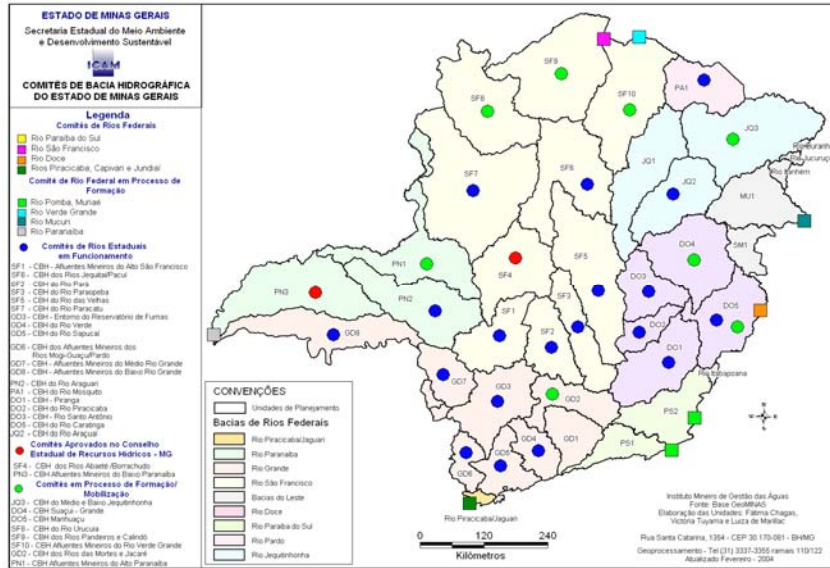 ESTADO DE MINAS GERAIS
Secretaria Estadual do Meio Ambiente
e Desenvolvimento Sustentável
COMITÊS DE BACIA HIDROGRÁFICA
DO ESTADO DE MINAS GERAIS
Legenda
Comitês de Rios Federais
Rio Paraíba do Sul
Rio São Francisco
Rio Doce
Rios Piracicaba, Capivari e Jundiaí
Comitê de Rio Federal em Processo de
Formação
Rio Pomba, Muriaé
Rio Verde Grande
Rio Mucuri
Rio Paranaíba
Comitês de Rios Estaduais
em Funcionamento
SF1 - CBH - Afluentes Mineiros do Alto São Francisco
SF6 - CBH dos Rios Jequitaí/Pacuí
SF2 - CBH do Rio Pará
SF3 - CBH do Rio Paraopeba
SF5 - CBH do Rio das Velhas
SF7 - CBH do Rio Paracatu
GD3 - CBH - Entorno do Reservatório de Furnas
GD4 - CBH do Rio Verde
GD5 - CBH do Rio Sapucaí
GD6 - CBH dos Afluentes Mineiros dos
Rios Mogi-Guaçu/Pardo
GD7 - CBH Afluentes Mineiros do Médio Rio Grande
GD8 - CBH Afluentes Mineiros do Baixo Rio Grande
PN2 - CBH do Rio Araguari
PA1 - CBH do Rio Mosquito
DO1 - CBH - Piranga
DO2 - CBH do Rio Piracicaba
DO3 - CBH - Rio Santo Antônio
DO5 - CBH do Rio Caratinga
JQ2 - CBH do Rio Araçuaí
Comitês Aprovados no Conselho
Estadual de Recursos Hídricos - MG
SF4 - CBH dos Rios Abaeté /Borrachudo
PN3 - CBH Afluentes Mineiros do Baixo Paranaíba
Comitês em Processo de Formação/
Mobilização
JQ3 - CBH do Médio e Baixo Jequitinhonha
DO4 - CBH Suaçui - Grande
DO5 - CBH Manhuaçu
SF8 - CBH do Rio Urucuia
SF9 - CBH dos Rios Pandeiros e Calindó
SF10 - CBH Afluentes Mineiros do Rio Verde Grande
GD2 - CBH dos Rios das Mortes e Jacaré
PN1 - CBH Afluentes Mineiros do Alto Paranaíba
SF9
SF8
SF10
PA1
JQ3
JQ1
JQ2
SF7
SF6
MU1
SM1
DO4
PN1
SF4
SF5
PN3
PN2
DO3
DO5
SF3
SF1
SF2
DO2
DO1
GD8
GD7
GD3
GD2
PS2
GD4
GD1
PS1
GD5
GD6
Rio Jucuruçu
Rio Itanhém
Rio Itabapoana
Rio Piracicaba/Jaguari
CONVENÇÕES
Unidades de Planejamento
Bacias de Rios Federais
Rio Piracicaba/Jaguari
Rio Paranaíba
Rio Grande
Rio São Francisco
Bacias do Leste
Rio Doce
Rio Paraíba do Sul
Rio Pardo
Rio Jequitinhonha
0 60 120 240
Kilômetros
Instituto Mineiro de Gestão das Águas
Fonte: Base GeoMINAS
Elaboração das Unidades: Fátima Chagas,
Victória Tuyama e Luiza de Marillac
Rua Santa Catarina, 1354 - CEP 30.170-081 - BH/MG
Geoprocessamento - Tel (31) 3337-3355 ramais 110/122
Atualizado Fevereiro - 2004